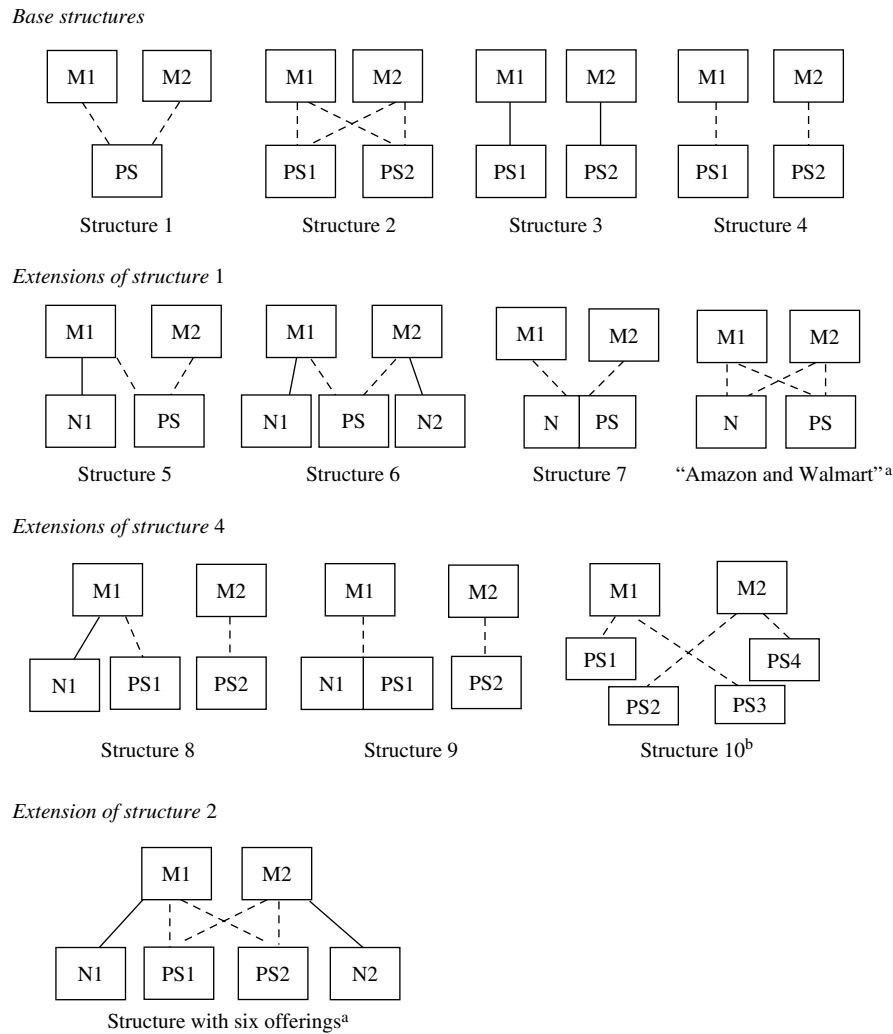 Base structures
M1 M2 M1 M2 M1 M2 M1 M2
PS PS1 PS2 PS1 PS2 PS1 PS2
Structure 1 Structure 2 Structure 3 Structure 4
Extensions of structure 1
M1 M2 M1 M2 M1 M2 M1 M2
N1 PS N1 PS N2 N PS N PS
Structure 5 Structure 6 Structure 7 “Amazon and Walmart”a
Extensions of structure 4
M1 M2 M1 M2 M1 M2
N1 PS1 PS2 N1 PS1 PS2 PS1 PS4
PS2 PS3
Structure 8 Structure 9 Structure 10b
Extension of structure 2
M1 M2
N1 PS1 PS2 N2
Structure with six offeringsa